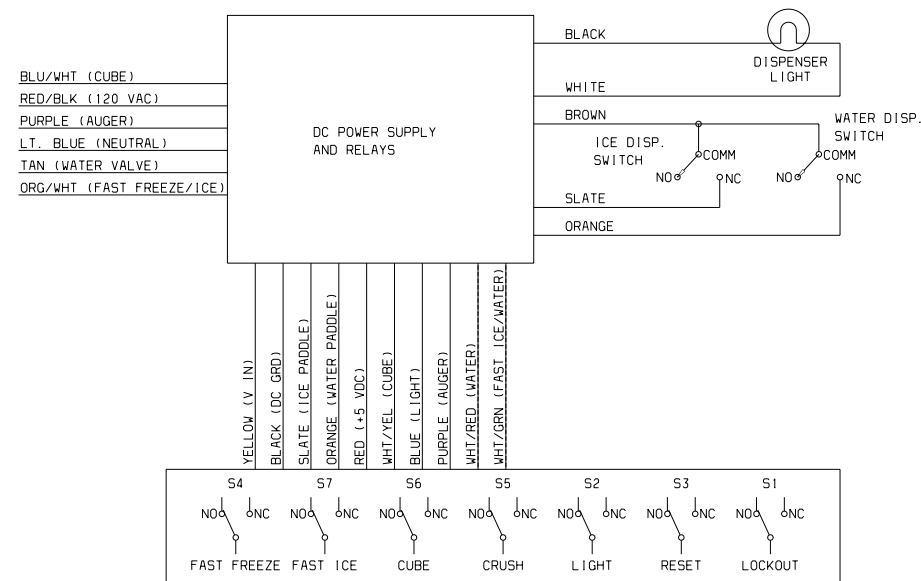 BLACK
DISPENSER
LIGHT
BLU/WHT (CUBE)
RED/BLK (120 VAC)
PURPLE (AUGER)
LT. BLUE (NEUTRAL)
TAN (WATER VALVE)
ORG/WHT (FAST FREEZE/ICE)
DC POWER SUPPLY
AND RELAYS
WHITE
BROWN
WATER DISP.
SWITCH
ICE DISP.
SWITCH
COMM
COMM
NO
NC
NO
NC
SLATE
ORANGE
YELLOW (V IN)
BLACK (DC GRD)
SLATE (ICE PADDLE)
ORANGE (WATER PADDLE)
RED (+5 VDC)
WHT/YEL (CUBE)
BLUE (LIGHT)
PURPLE (AUGER)
WHT/RED (WATER)
WHT/GRN (FAST ICE/WATER)
S4 S7 S6 S5 S2 S3 S1
NO NC NO NC NO NC NO NC NO NC NO NC NO NC
FAST FREEZE FAST ICE CUBE CRUSH LIGHT RESET LOCKOUT